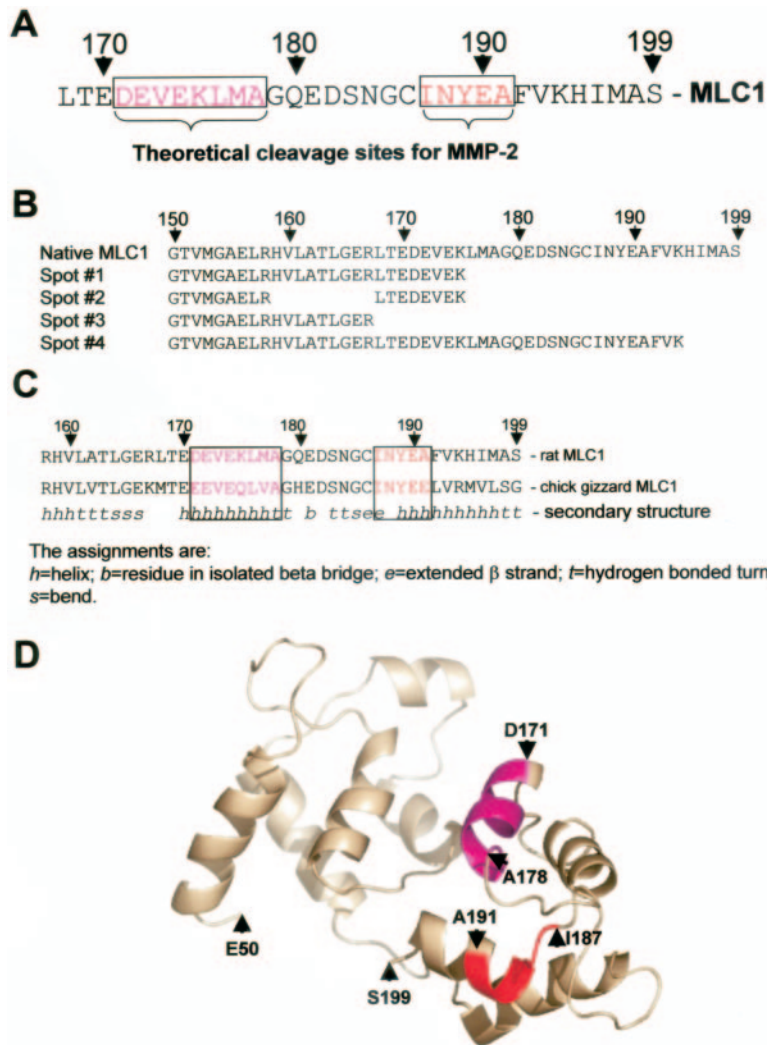 A
170 180 190 199
LTEDEVEKLMAGQEDSNGCINYEAFVKHIMAS - MLC1
Theoretical cleavage sites for MMP-2
B
150 160 170 180 190 199
Native MLC1 GTVMGAELRHVLATLGERLTEDEVEKLMAGQEDSNGCINYEAFVKHIMAS
Spot #1 GTVMGAELRHVLATLGERLTEDEVEK
Spot #2 GTVMGAELR LTEDEVEK
Spot #3 GTVMGAELRHVLATLGER
Spot #4 GTVMGAELRHVLATLGERLTEDEVEKLMAGQEDSNGCINYEAFVK
C
160 170 180 190 199
RHVLATLGERLTEDEVEKLMAGQEDSNGCINYEAFVKHIMAS - rat MLC1
RHVLVTLGEKMTEEEVEQLVAGHEDSNGCINYEELVRMVLSG - chick gizzard MLC1
hhhtttsss hhhhhhhhtt b ttsee hhhhhhhhhtt - secondary structure
The assignments are:
h=helix; b=residue in isolated beta bridge; e=extended β strand; t=hydrogen bonded turn
s=bend.
D
D171
A178
A191
I187
E50
S199